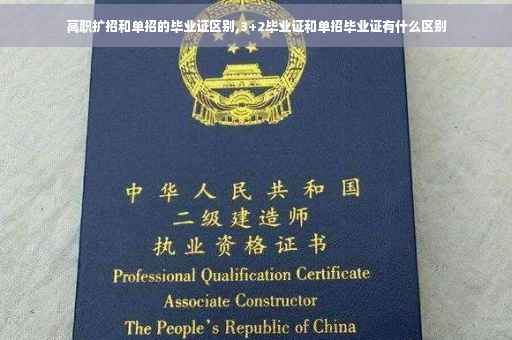 高职扩招和单招的毕业证区别,3+2毕业证和单招毕业证有什么区别
中华人民共和国
二级建造师
执业资格证书
Professional Qualification Certificate
Associate Constructor
The People's Republic of China